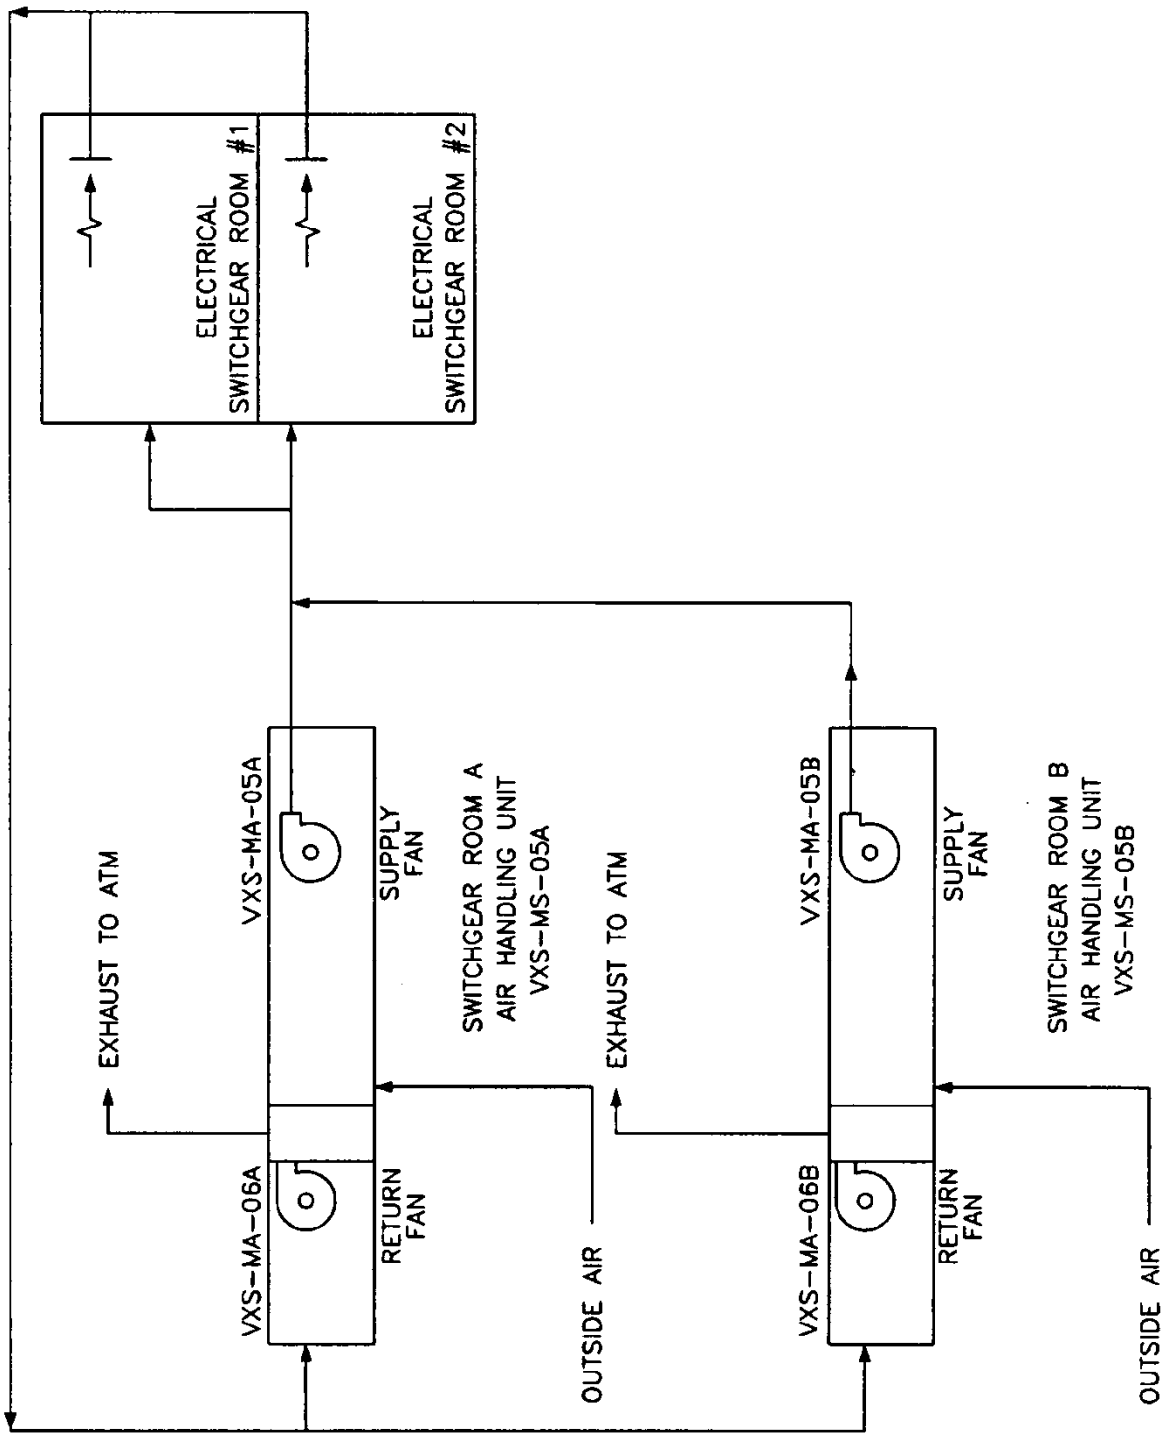 ELECTRICAL
SWITCHGEAR ROOM #1
ELECTRICAL
SWITCHGEAR ROOM #2
EXHAUST TO ATM
VXS-MA-06A
VXS-MA-05A
RETURN
FAN
SUPPLY
FAN
SWITCHGEAR ROOM A
AIR HANDLING UNIT
VXS-MS-05A
OUTSIDE AIR
EXHAUST TO ATM
VXS-MA-06B
VXS-MA-05B
RETURN
FAN
SUPPLY
FAN
SWITCHGEAR ROOM B
AIR HANDLING UNIT
VXS-MS-05B
OUTSIDE AIR